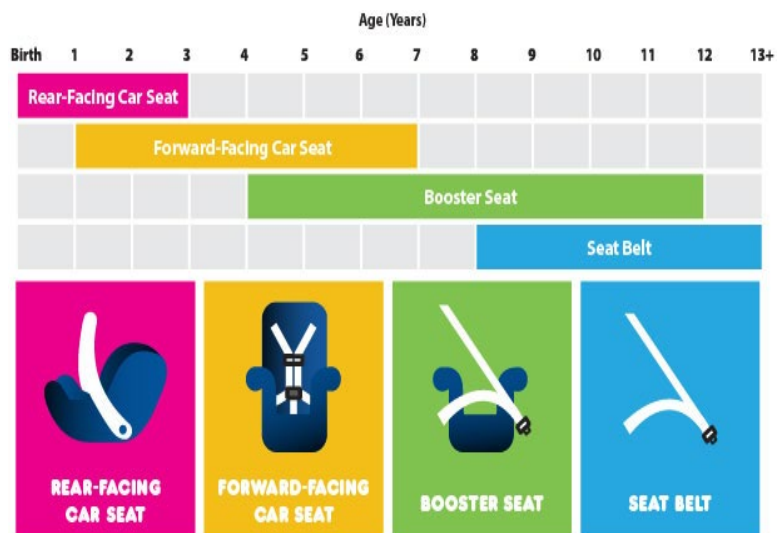 Age (Years)
Birth 1 2 3 4 5 6 7 8 9 10 11 12 13+
Rear-Facing Car Seat
Forward-Facing Car Seat
Booster Seat
Seat Belt
REAR-FACING
CAR SEAT
FORWARD-FACING
CAR SEAT
BOOSTER SEAT
SEAT BELT